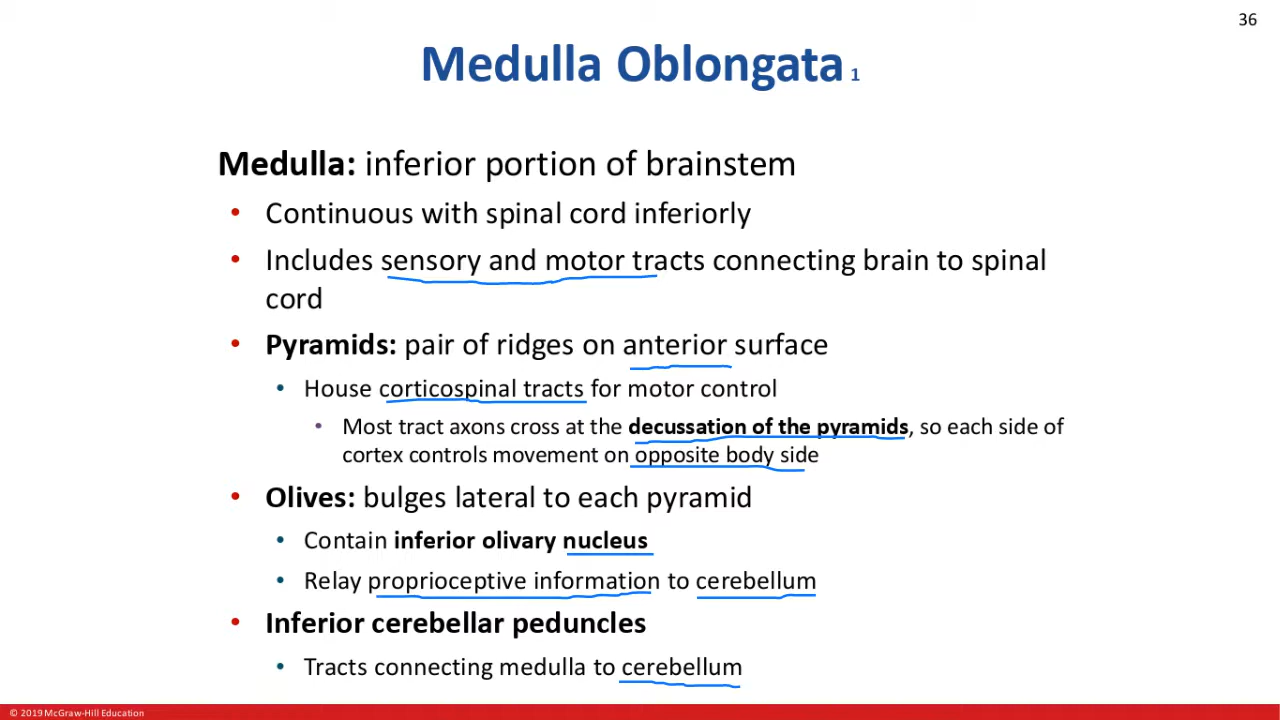 36
Medulla Oblongata 1
Medulla: inferior portion of brainstem
• Continuous with spinal cord inferiorly
• Includes sensory and motor tracts connecting brain to spinal
cord
• Pyramids: pair of ridges on anterior surface
• House corticospinal tracts for motor control
• Most tract axons cross at the decussation of the pyramids, so each side of
cortex controls movement on opposite body side
• Olives: bulges lateral to each pyramid
• Contain inferior olivary nucleus
• Relay proprioceptive information to cerebellum
• Inferior cerebellar peduncles
• Tracts connecting medulla to cerebellum
© 2019 McGraw-Hill Education